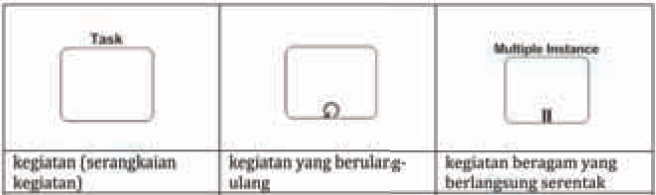 Task
Multiple Instance
kegiatan (serangkaian
kegiatan)
kegiatan yang berulang-
ulang
kegiatan beragam yang
berlangsung serentak